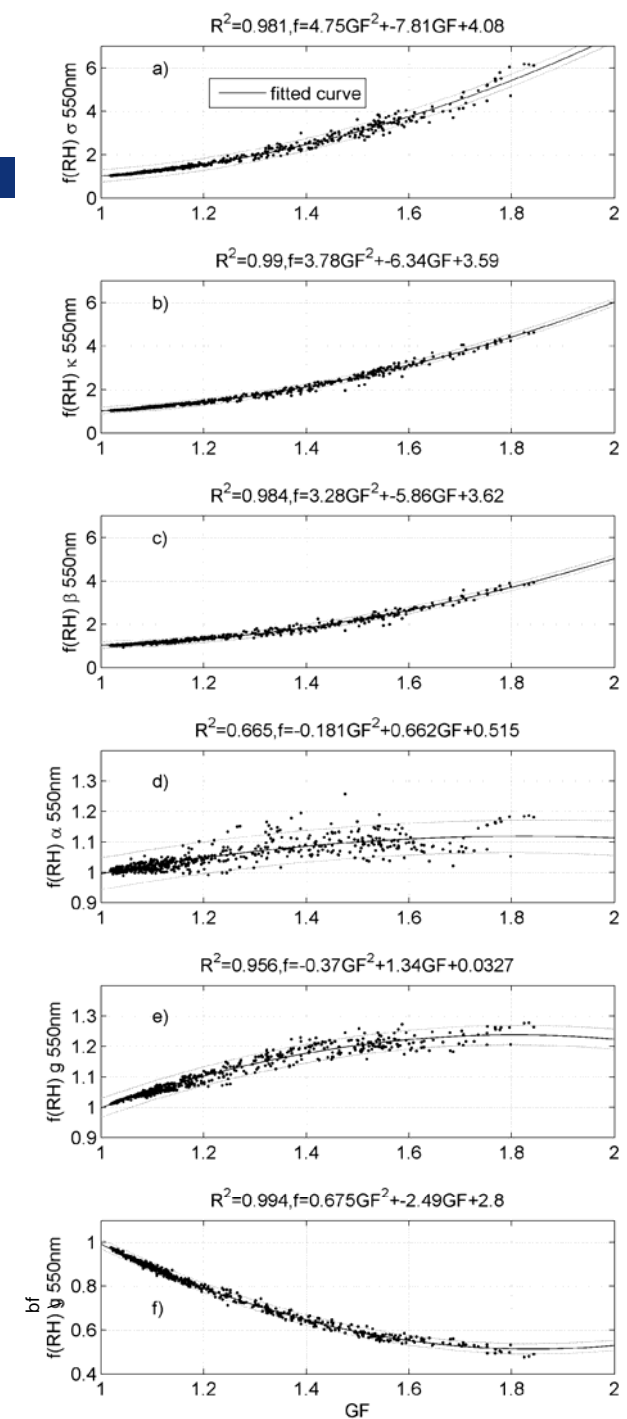 R²=0.981,f=4.75GF²+-7.81GF+4.08
a)
fitted curve
f(RH) σ 550nm
6
4
2
0
1 1.2 1.4 1.6 1.8 2
R²=0.99,f=3.78GF²+-6.34GF+3.59
b)
f(RH) κ 550nm
6
4
2
0
1 1.2 1.4 1.6 1.8 2
R²=0.984,f=3.28GF²+-5.86GF+3.62
c)
f(RH) β 550nm
6
4
2
0
1 1.2 1.4 1.6 1.8 2
R²=0.665,f=-0.181GF²+0.662GF+0.515
d)
f(RH) α 550nm
1.3
1.2
1.1
1
0.9
1 1.2 1.4 1.6 1.8 2
R²=0.956,f=-0.37GF²+1.34GF+0.0327
e)
f(RH) g 550nm
1.3
1.2
1.1
1
0.9
1 1.2 1.4 1.6 1.8 2
R²=0.994,f=0.675GF²+-2.49GF+2.8
f)
bf
f(RH) g 550nm
1
0.8
0.6
0.4
1 1.2 1.4 1.6 1.8 2
GF